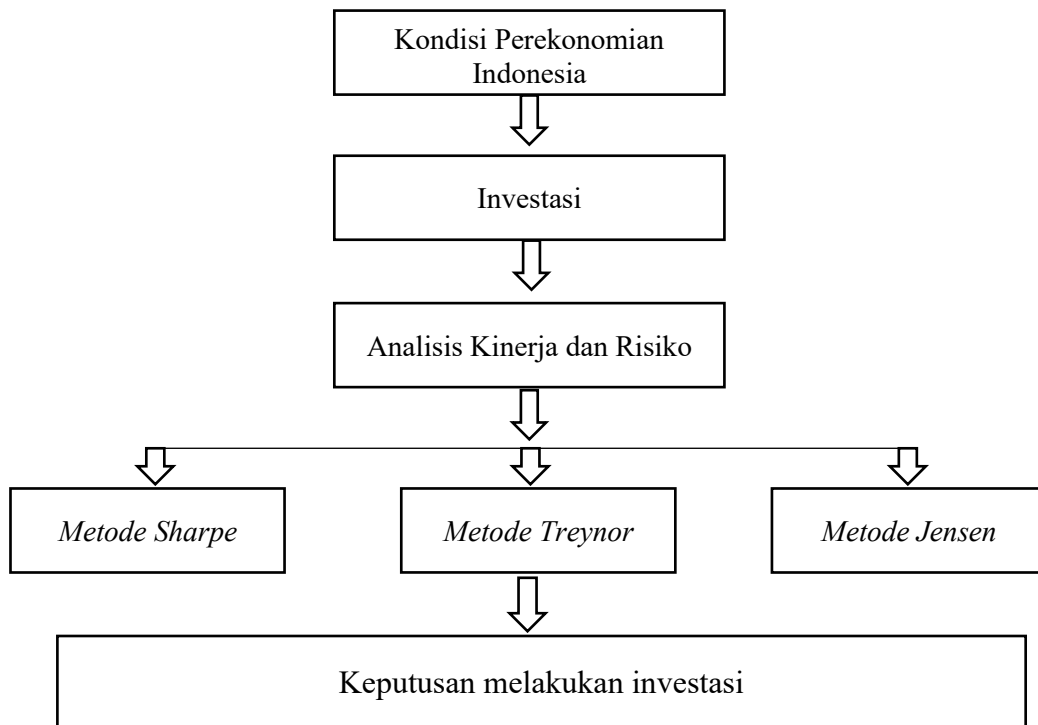 Kondisi Perekonomian
Indonesia
Investasi
Analisis Kinerja dan Risiko
Metode Sharpe
Metode Treynor
Metode Jensen
Keputusan melakukan investasi